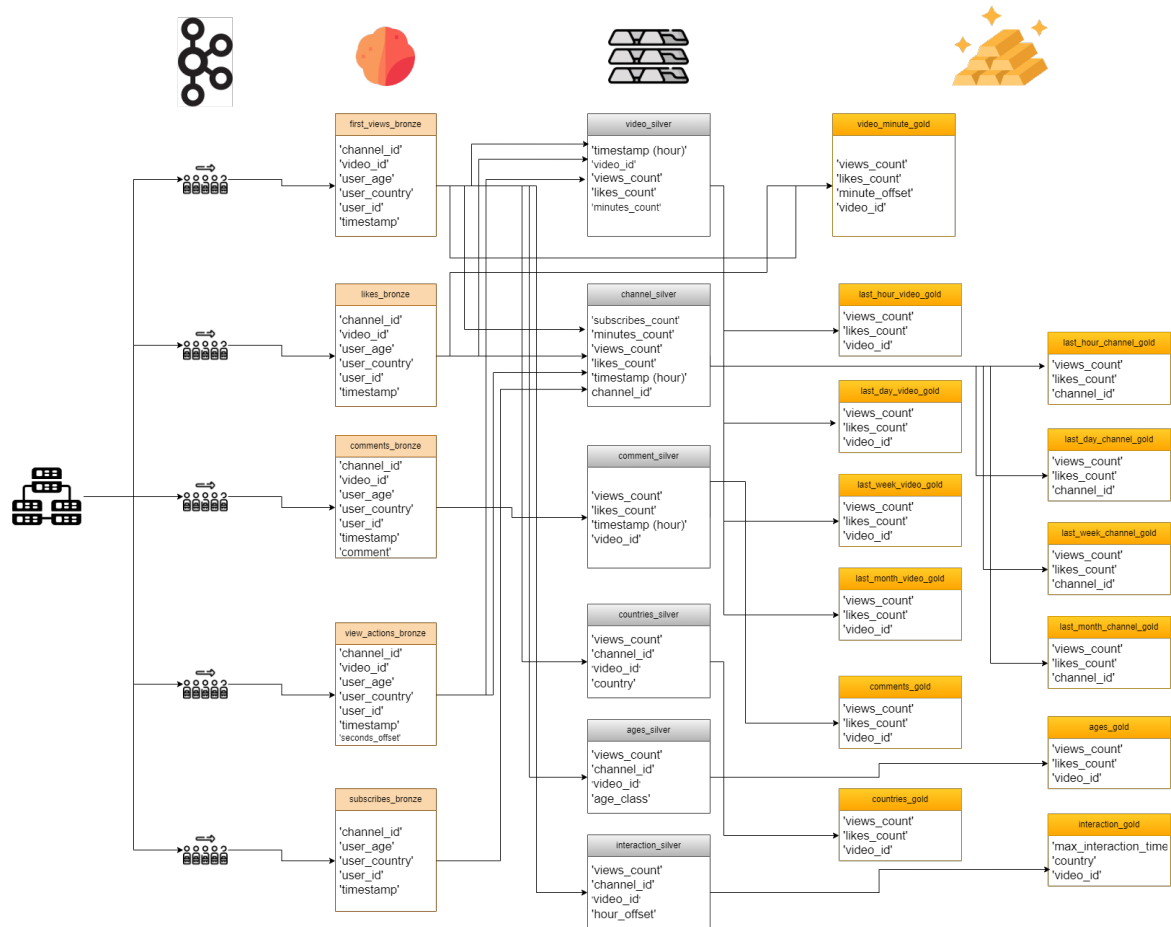 first_views_bronze
'channel_id'
'video_id'
'user_age'
'user_country'
'user_id'
'timestamp'
likes_bronze
'channel_id'
'video_id'
'user_age'
'user_country'
'user_id'
'timestamp'
comments_bronze
'channel_id'
'video_id'
'user_age'
'user_country'
'user_id'
'timestamp'
'comment'
view_actions_bronze
'channel_id'
'video_id'
'user_age'
'user_country'
'user_id'
'timestamp'
'seconds_offset'
subscribes_bronze
'channel_id'
'user_age'
'user_country'
'user_id'
'timestamp'
video_silver
'timestamp (hour)'
'video_id'
'views_count'
'likes_count'
'minutes_count'
channel_silver
'subscribes_count'
'minutes_count'
'views_count'
'likes_count'
'timestamp (hour)'
channel_id'
comment_silver
'views_count'
'likes_count'
'timestamp (hour)'
'video_id'
countries_silver
'views_count'
'channel_id'
'video_id'
'country'
ages_silver
'views_count'
'channel_id'
'video_id'
'age_class'
interaction_silver
'views_count'
'channel_id'
'video_id'
'hour_offset'
video_minute_gold
'views_count'
'likes_count'
'minute_offset'
'video_id'
last_hour_video_gold
'views_count'
'likes_count'
'video_id'
last_day_video_gold
'views_count'
'likes_count'
'video_id'
last_week_video_gold
'views_count'
'likes_count'
'video_id'
last_month_video_gold
'views_count'
'likes_count'
'video_id'
comments_gold
'views_count'
'likes_count'
'video_id'
countries_gold
'views_count'
'likes_count'
'video_id'
last_hour_channel_gold
'views_count'
'likes_count'
'channel_id'
last_day_channel_gold
'views_count'
'likes_count'
'channel_id'
last_week_channel_gold
'views_count'
'likes_count'
'channel_id'
last_month_channel_gold
'views_count'
'likes_count'
'channel_id'
ages_gold
'views_count'
'likes_count'
'video_id'
interaction_gold
'max_interaction_time
'country'
'video_id'